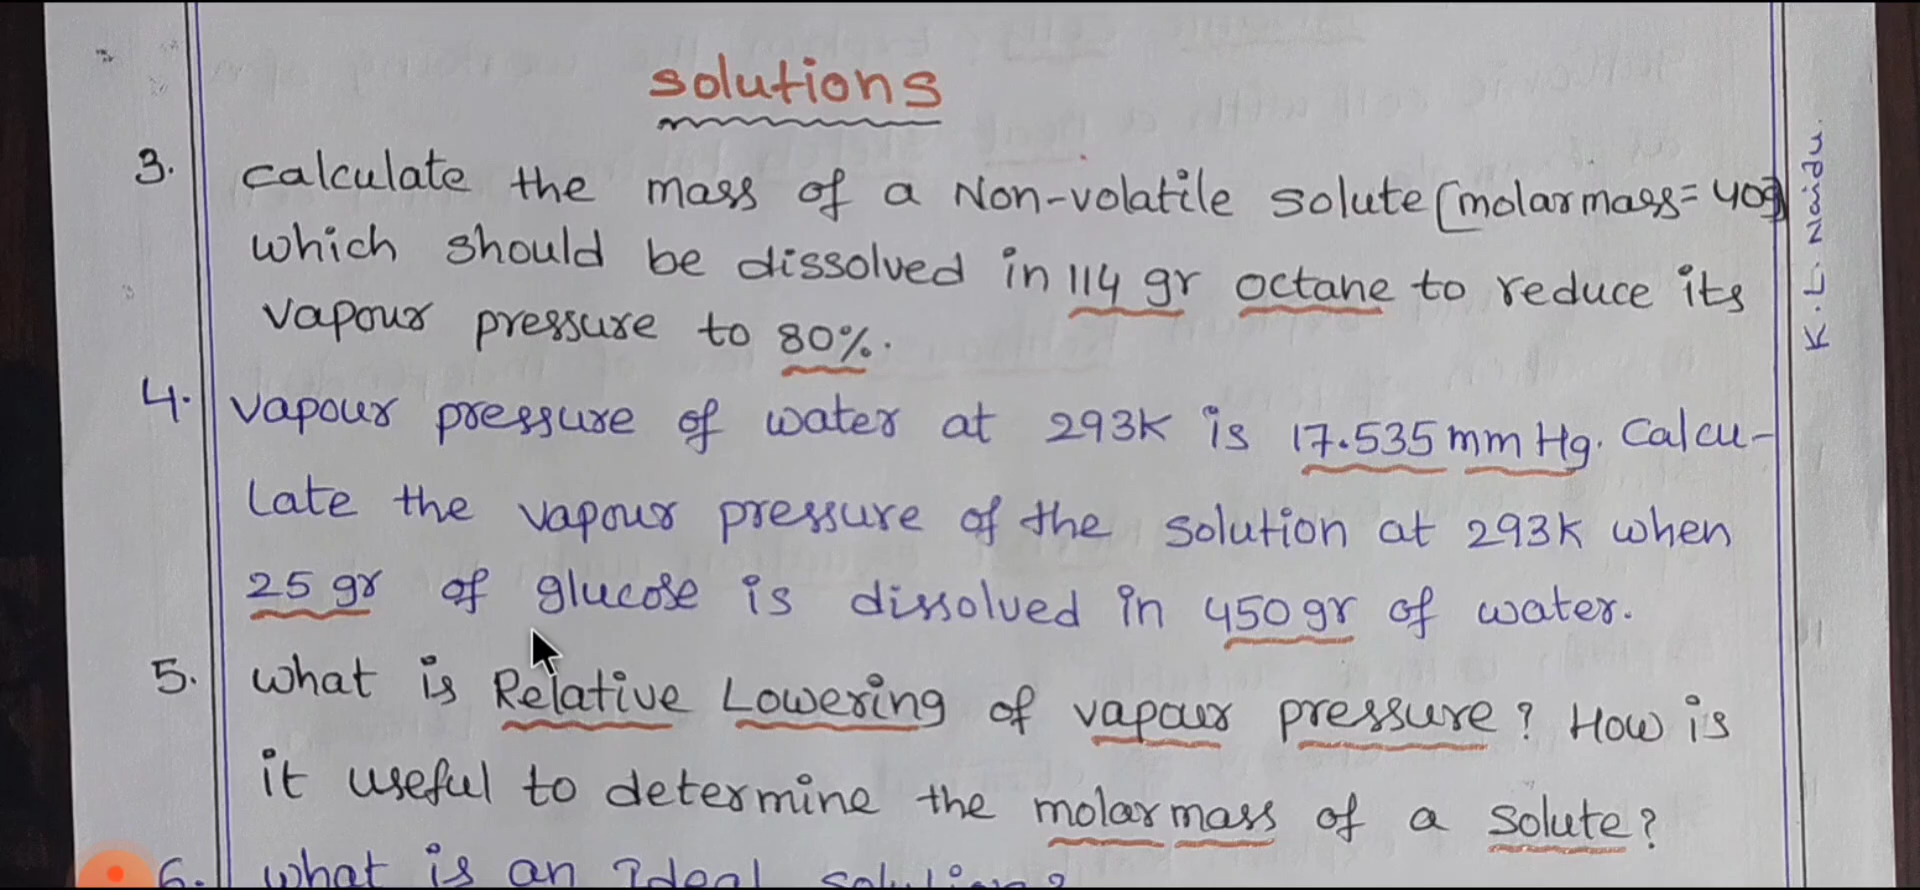 solutions
3. calculate the mass of a Non-volatile solute (molarmass = 40g)
which should be dissolved in 114 gr octane to reduce its
vapour pressure to 80%.
4. vapour pressure of water at 293K is 17.535 mm Hg. Calcu-
late the vapour pressure of the solution at 293K when
25 gr of glucose is dissolved in 450 gr of water.
5. what is Relative Lowering of vapour pressure? How is
it useful to determine the molar mass of a solute?
6. what is an Ideal solution?
K. L. Naidu.